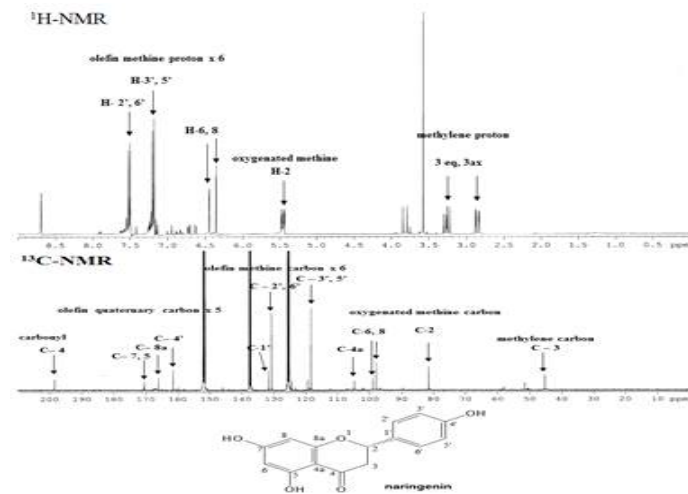 ¹H-NMR
olefin methine proton x 6
H-3', 5'
H- 2', 6'
H-6, 8
oxygenated methine
H-2
methylene proton
3 eq, 3ax
8.5 8.0 7.5 7.0 6.5 6.0 5.5 5.0 4.5 4.0 3.5 3.0 2.5 2.0 1.5 1.0 0.5
¹³C-NMR
olefin methine carbon x 6
C – 2', 6'
C – 3', 5'
olefin quaternary carbon x 5
oxygenated methine carbon
carbonyl
C– 4
C– 7, 5
C– 8a
C– 4'
C-1'
C-4a
C-6, 8
C-2
methylene carbon
C – 3
200 190 180 170 160 150 140 130 120 110 100 90 80 70 60 50 40 30 20 10 ppm
HO
7
8
8a
O
1
2
1'
2'
3'
4'
OH
5'
6'
3
4
4a
5
6
OH
O
naringenin